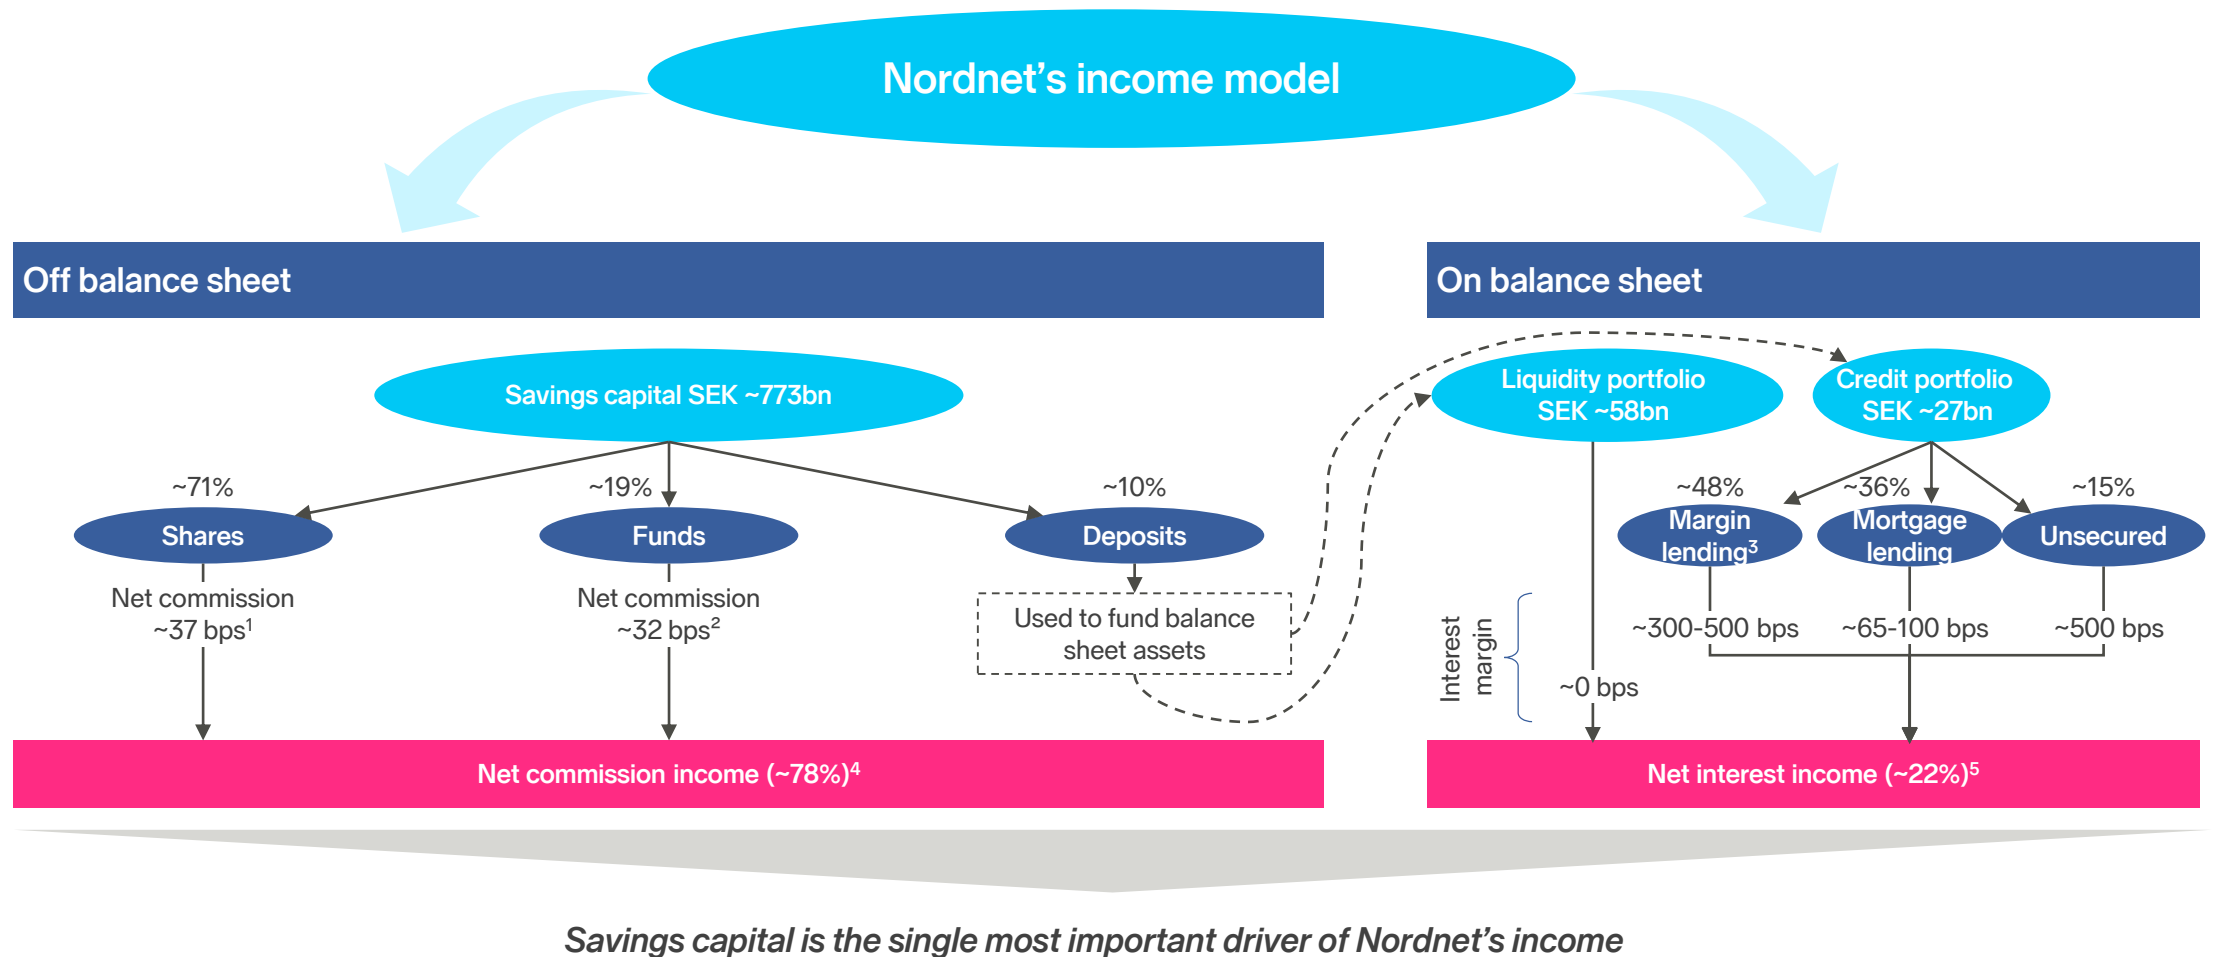 Nordnet’s income model
Off balance sheet
On balance sheet
Savings capital SEK ~773bn
Liquidity portfolio
SEK ~58bn
Credit portfolio
SEK ~27bn
~71%
~19%
~10%
~48%
~36%
~15%
Shares
Funds
Deposits
Margin
lending³
Mortgage
lending
Unsecured
Net commission
~37 bps¹
Net commission
~32 bps²
Used to fund balance
sheet assets
Interest
margin
~0 bps
~300-500 bps
~65-100 bps
~500 bps
Net commission income (~78%)⁴
Net interest income (~22%)⁵
Savings capital is the single most important driver of Nordnet’s income